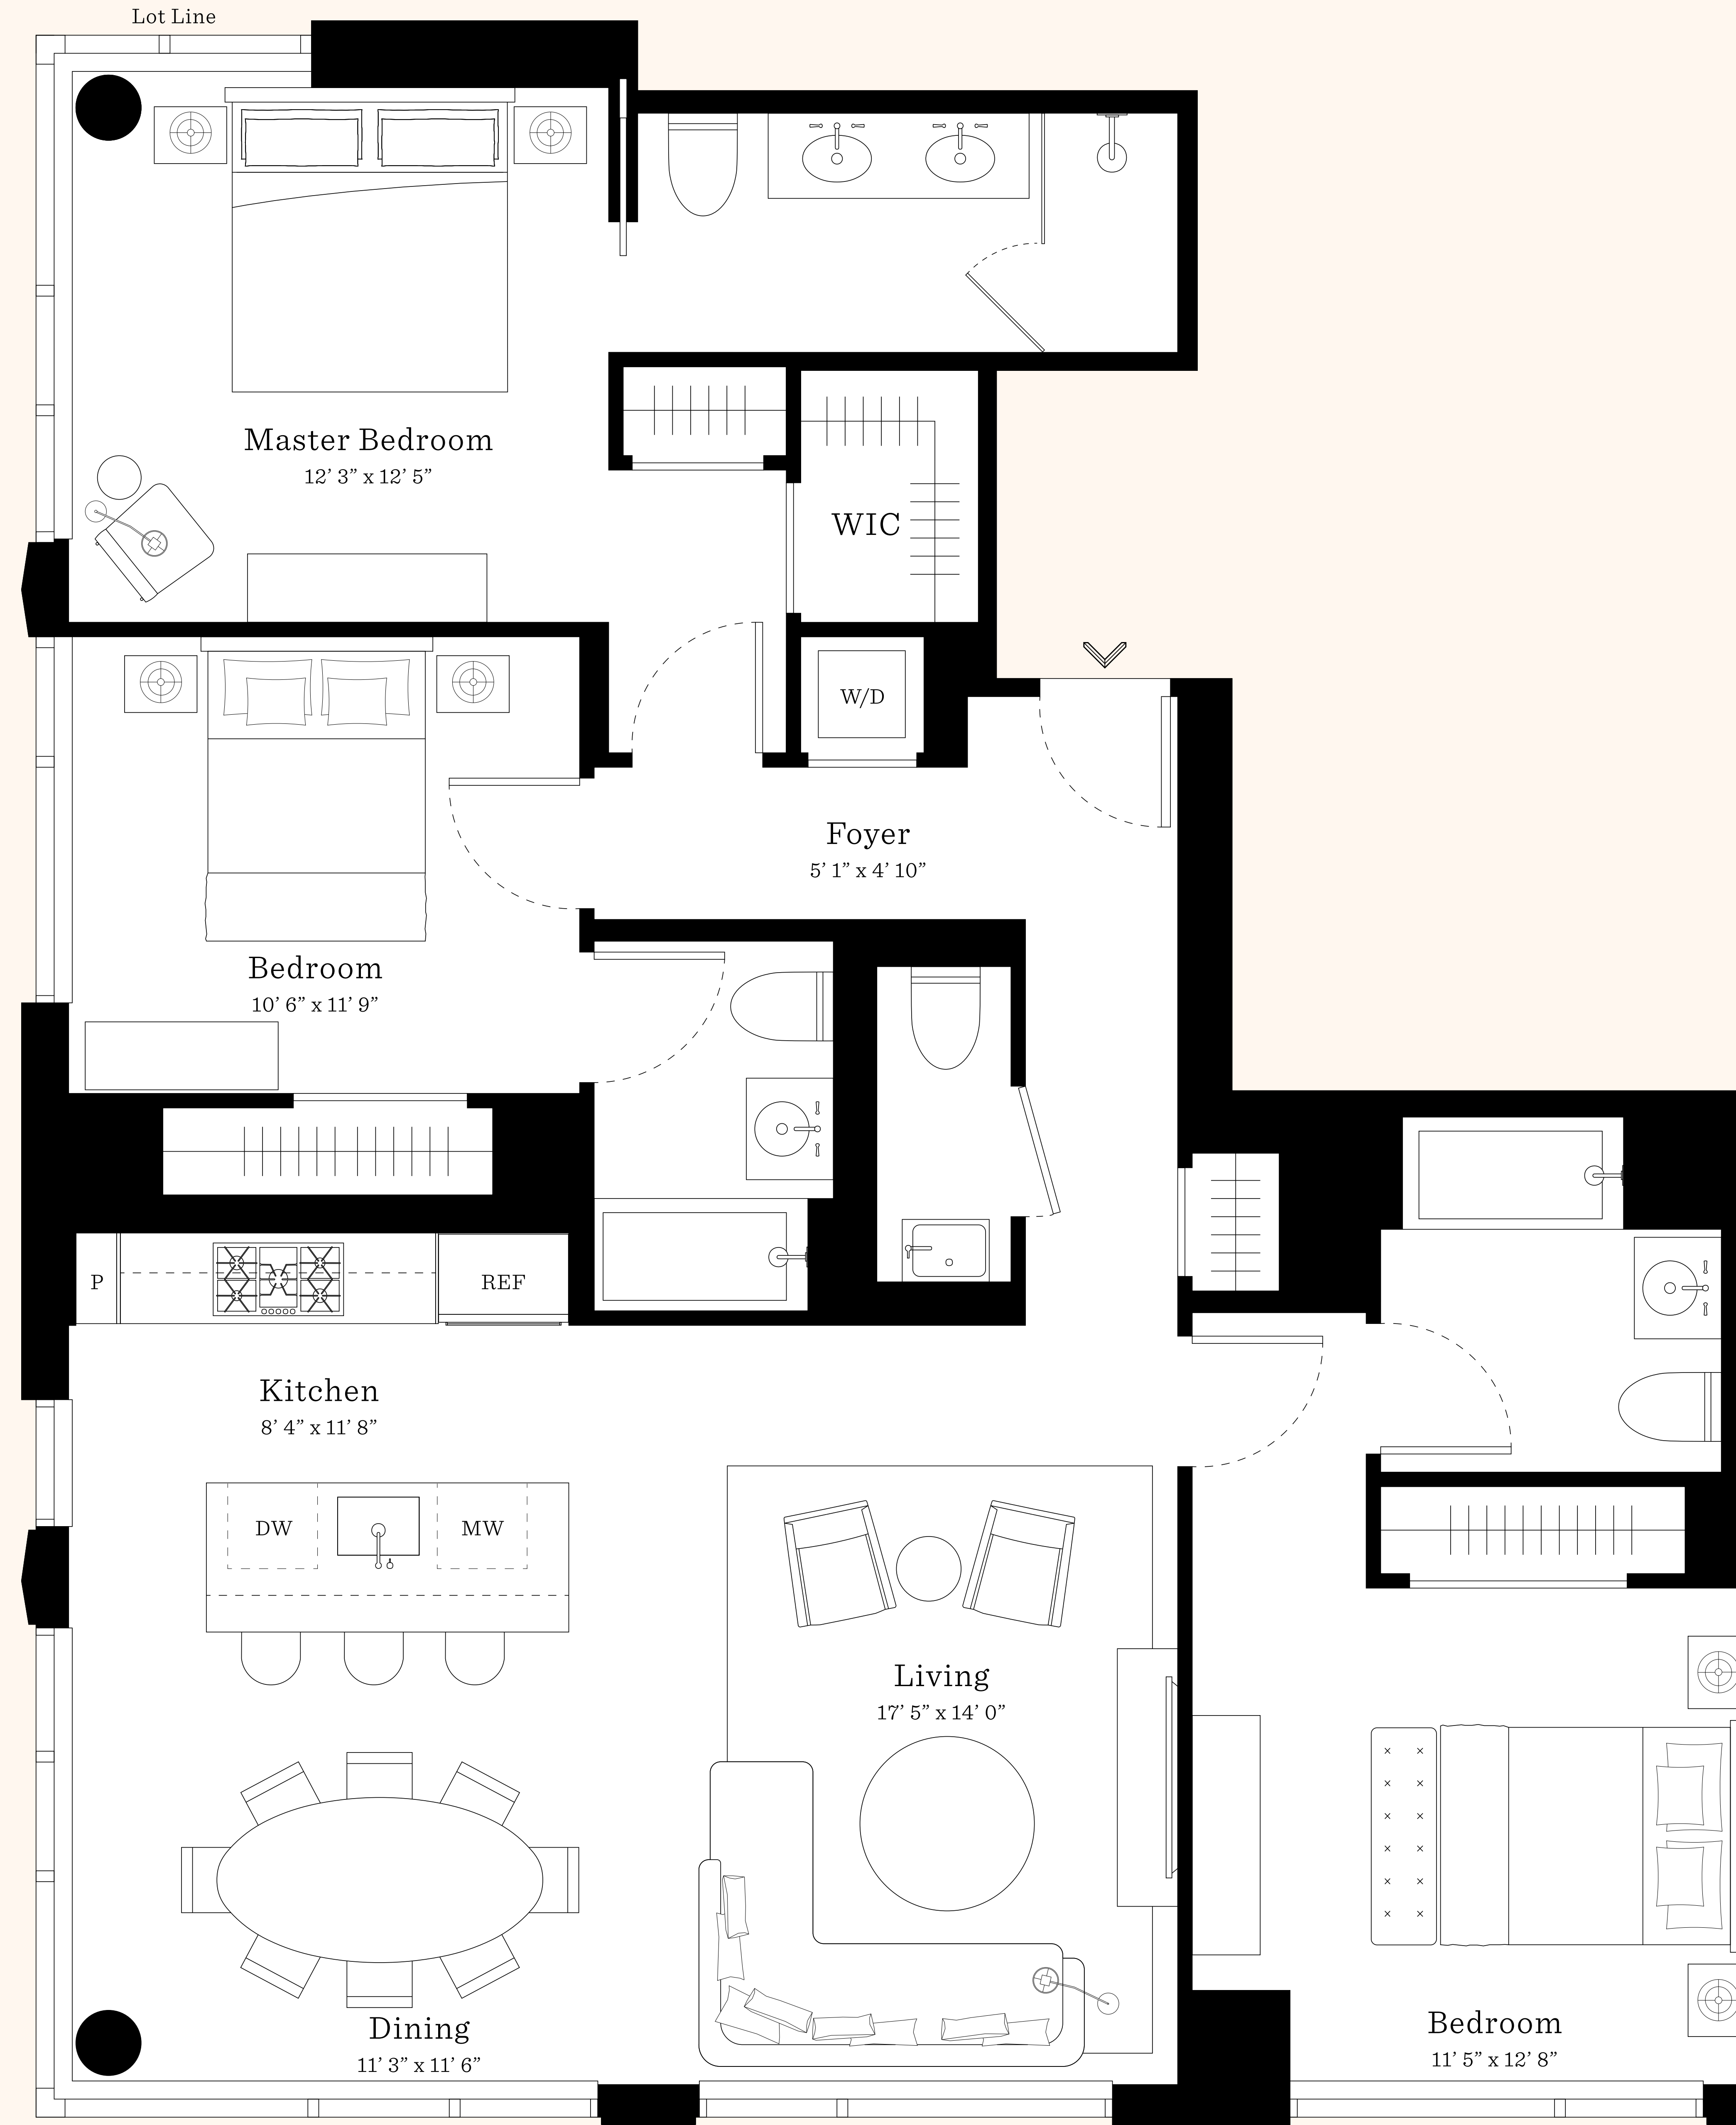 Lot Line
Master Bedroom
12’ 3” x 12’ 5”
WIC
W/D
Foyer
5’ 1” x 4’ 10”
Bedroom
10’ 6” x 11’ 9”
P
REF
Kitchen
8’ 4” x 11’ 8”
DW
MW
Living
17’ 5” x 14’ 0”
Dining
11’ 3” x 11’ 6”
Bedroom
11’ 5” x 12’ 8”